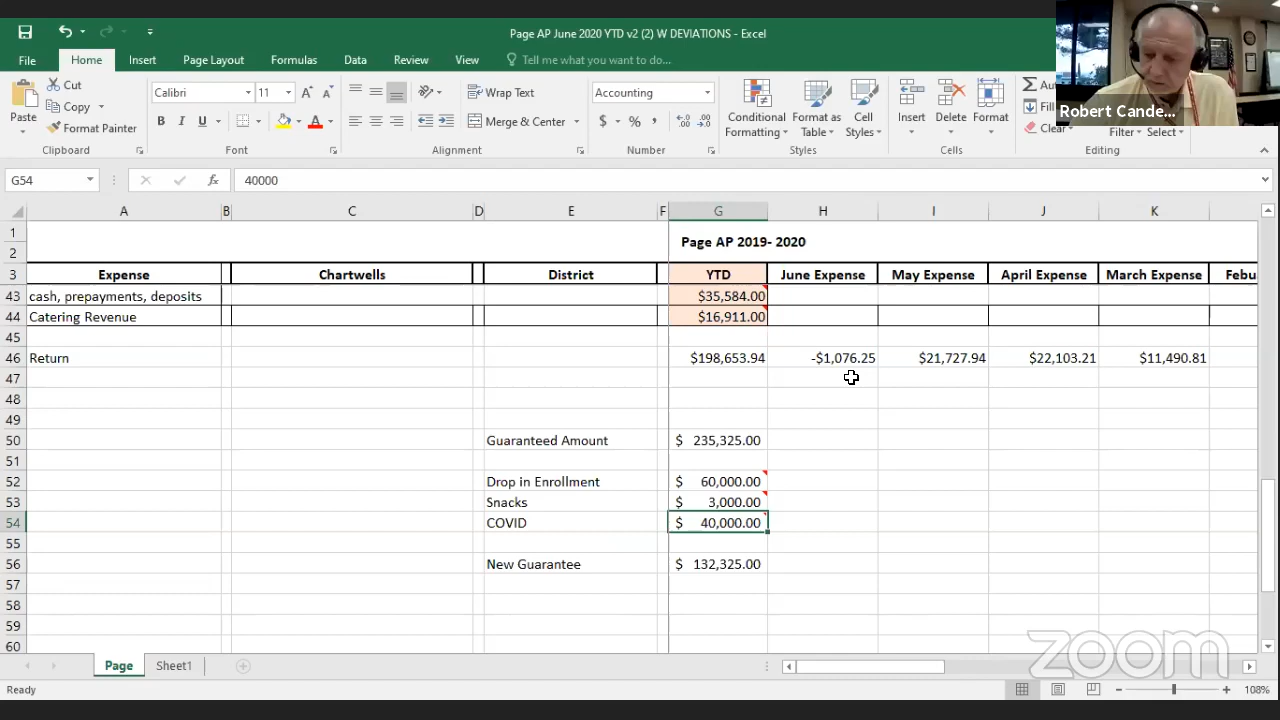 Page AP June 2020 YTD v2 (2) W DEVIATIONS - Excel
File Home Insert Page Layout Formulas Data Review View Tell me what you want to do...
Cut
Copy
Format Painter
Paste
Clipboard
Calibri 11 A A
B I U A
Font
Wrap Text
Merge & Center
Alignment
Accounting
$ % ,
Number
Conditional Formatting Format as Table Cell Styles
Styles
Insert Delete Format
Cells
Clear
Filter Select
Editing
Robert Cande...
G54 fx 40000
A B C D E F G H I J K
1 Page AP 2019- 2020
2
3 Expense Chartwells District YTD June Expense May Expense April Expense March Expense Febu
43 cash, prepayments, deposits $35,584.00
44 Catering Revenue $16,911.00
45
46 Return $198,653.94 -$1,076.25 $21,727.94 $22,103.21 $11,490.81
47
48
49
50 Guaranteed Amount $ 235,325.00
51
52 Drop in Enrollment $ 60,000.00
53 Snacks $ 3,000.00
54 COVID $ 40,000.00
55
56 New Guarantee $ 132,325.00
57
58
59
60
Page Sheet1
Ready 108%
zoom